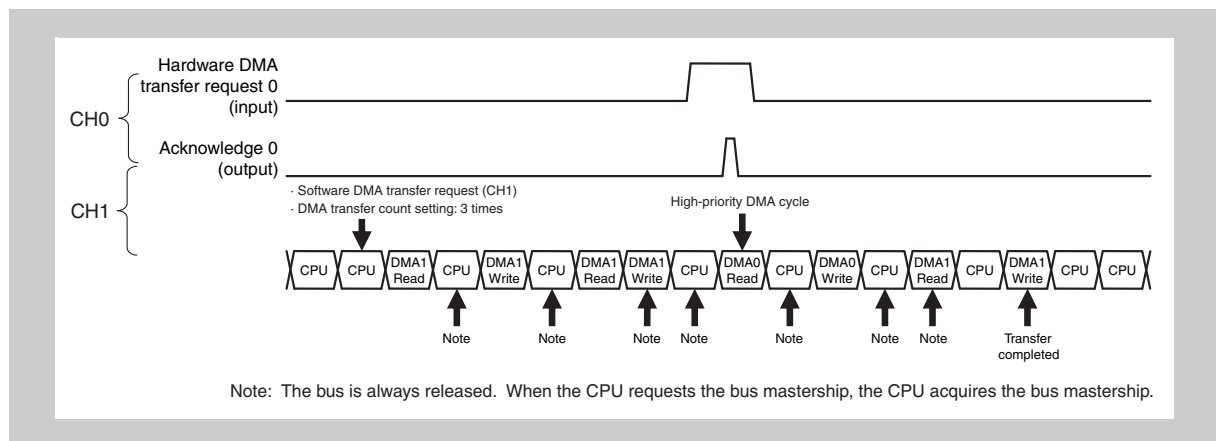 Hardware DMA
transfer request 0
(input)
CH0
Acknowledge 0
(output)
CH1
· Software DMA transfer request (CH1)
· DMA transfer count setting: 3 times
High-priority DMA cycle
CPU CPU DMA1 Read CPU DMA1 Write CPU DMA1 Read DMA1 Write CPU DMA0 Read CPU DMA0 Write CPU DMA1 Read CPU DMA1 Write CPU CPU
Note Note Note Note Note Note Note Transfer
completed
Note: The bus is always released. When the CPU requests the bus mastership, the CPU acquires the bus mastership.